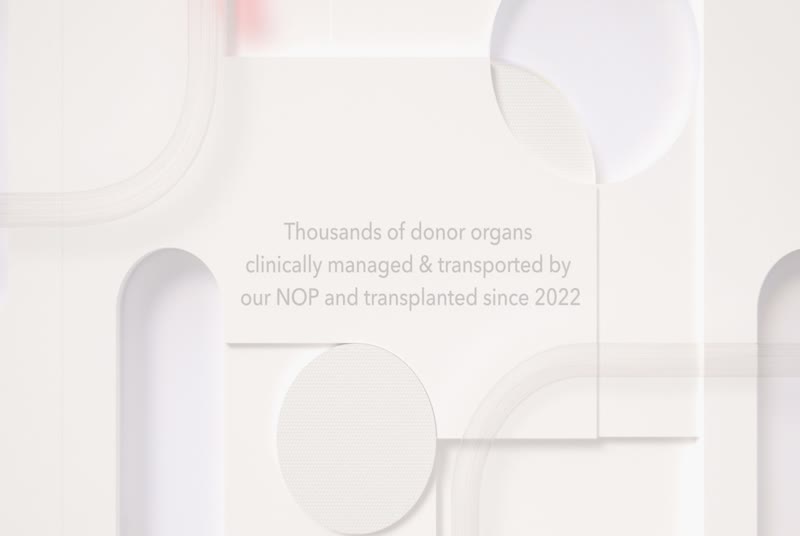 Thousands of donor organs
clinically managed & transported by
our NOP and transplanted since 2022